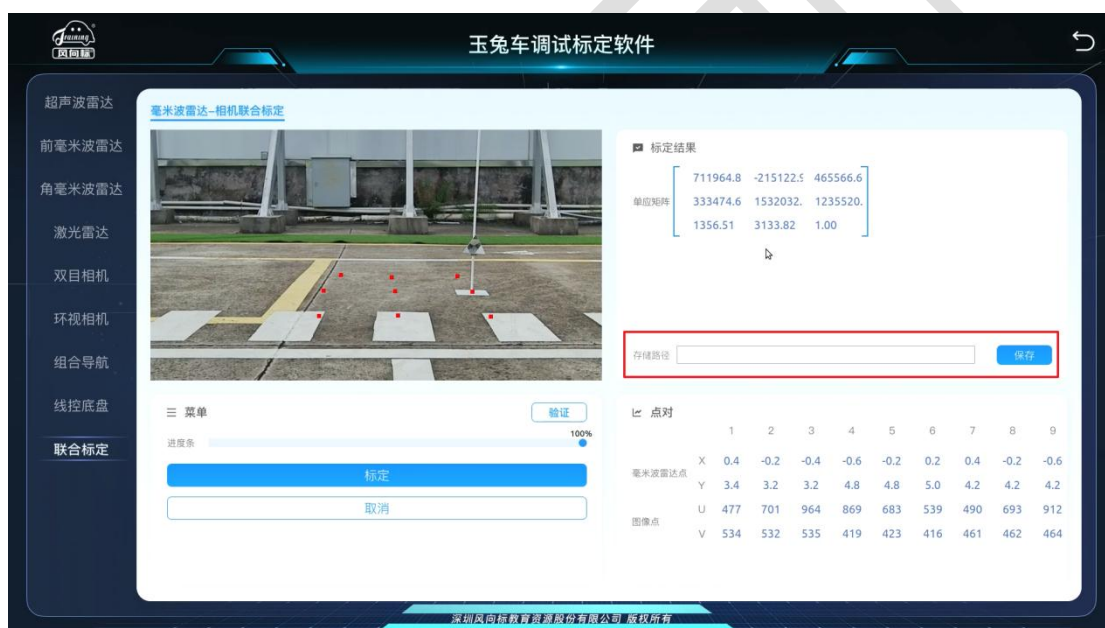 Training
风向标
玉兔车调试标定软件
超声波雷达
前毫米波雷达
角毫米波雷达
激光雷达
双目相机
环视相机
组合导航
线控底盘
联合标定
毫米波雷达-相机联合标定
标定结果
单应矩阵
711964.8 -215122.9 465566.6
333474.6 1532032. 1235520.
1356.51 3133.82 1.00
存储路径 保存
菜单 验证
进度条 100%
标定
取消
点对
1 2 3 4 5 6 7 8 9
毫米波雷达点
X 0.4 -0.2 -0.4 -0.6 -0.2 0.2 0.4 -0.2 -0.6
Y 3.4 3.2 3.2 4.8 4.8 5.0 4.2 4.2 4.2
图像点
U 477 701 964 869 683 539 490 693 912
V 534 532 535 419 423 416 461 462 464
深圳风向标教育资源股份有限公司 版权所有